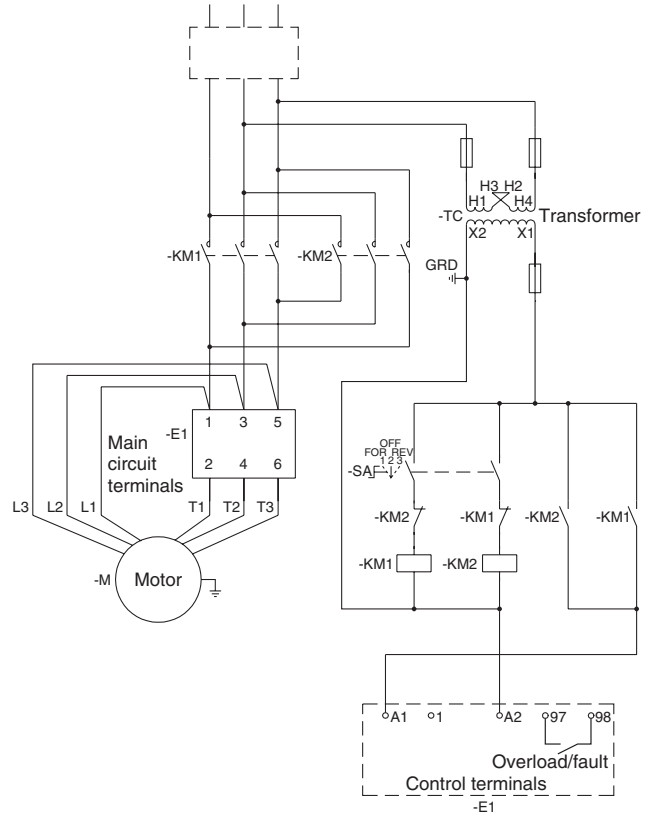 H3 H2
H1 H4
-TC Transformer
X2 X1
-KM1 -KM2
GRD
1 3 5
-E1
2 4 6
Main
circuit
terminals
OFF
FOR REV
1 2 3
-SA
L3 L2 L1 T1 T2 T3
-KM2 -KM1 -KM2 -KM1
-KM1 -KM2
-M Motor
A1 1 A2 97 98
Overload/fault
Control terminals
-E1